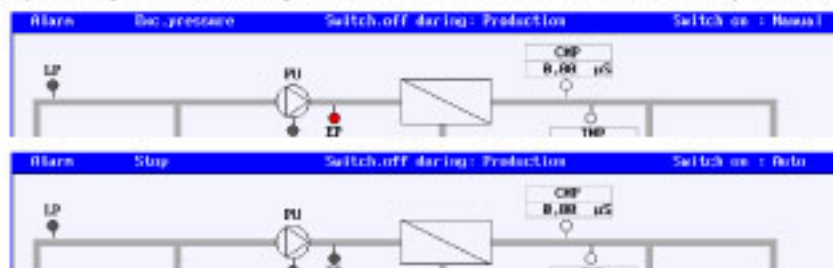 Alarm Exc.pressure Switch.off during: Production Switch on : Manual
CMP
0,00 µS
LP
PU
EP
TMP
Alarm Stop Switch.off during: Production Switch on : Auto
CMP
0,00 µS
LP
PU